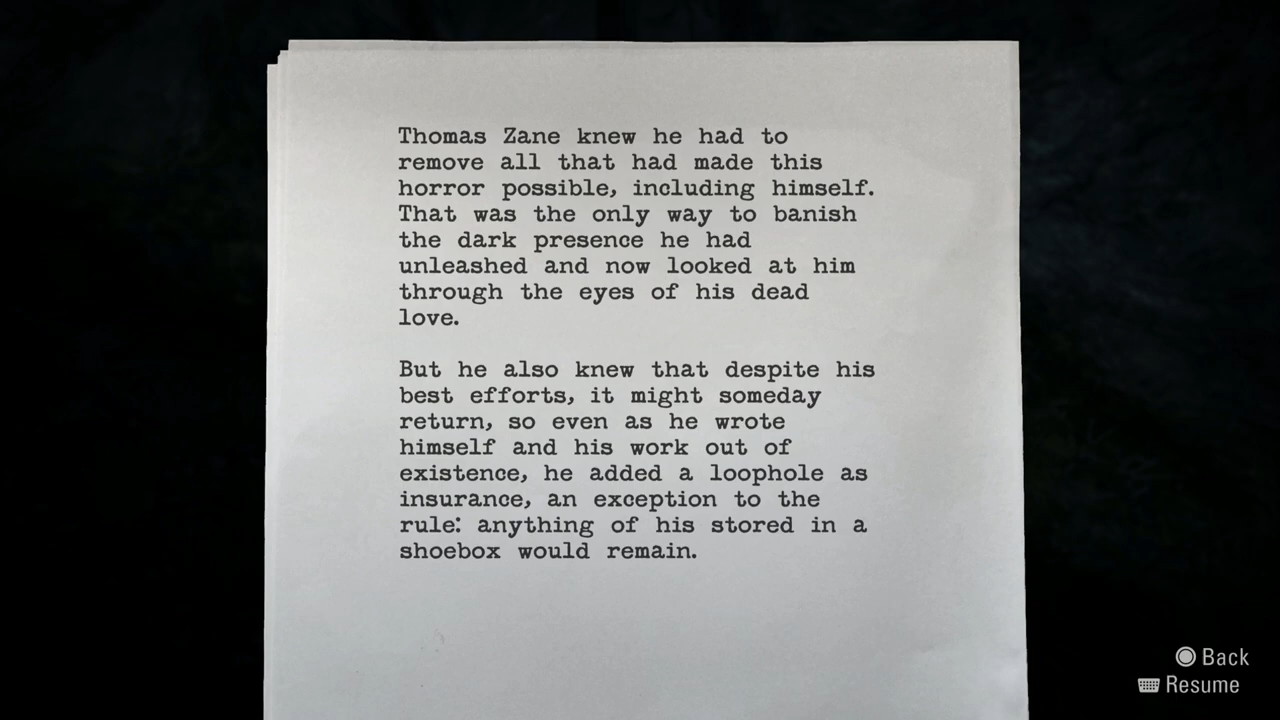 Thomas Zane knew he had to
remove all that had made this
horror possible, including himself.
That was the only way to banish
the dark presence he had
unleashed and now looked at him
through the eyes of his dead
love.
But he also knew that despite his
best efforts, it might someday
return, so even as he wrote
himself and his work out of
existence, he added a loophole as
insurance, an exception to the
rule: anything of his stored in a
shoebox would remain.
Back
Resume